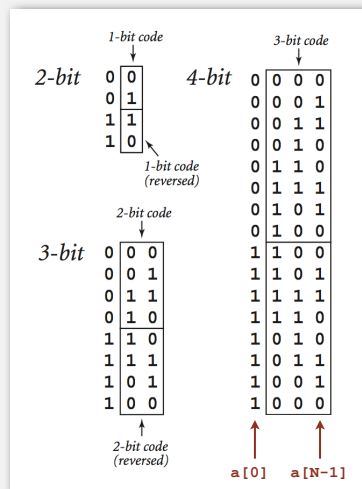 1-bit code
2-bit
0 0
0 1
1 1
1 0
1-bit code
(reversed)
2-bit code
3-bit
0 0 0
0 0 1
0 1 1
0 1 0
1 1 0
1 1 1
1 0 1
1 0 0
2-bit code
(reversed)
3-bit code
4-bit
0 0 0 0
0 0 0 1
0 0 1 1
0 0 1 0
0 1 1 0
0 1 1 1
0 1 0 1
0 1 0 0
1 1 0 0
1 1 0 1
1 1 1 1
1 1 1 0
1 0 1 0
1 0 1 1
1 0 0 1
1 0 0 0
a[0] a[N-1]